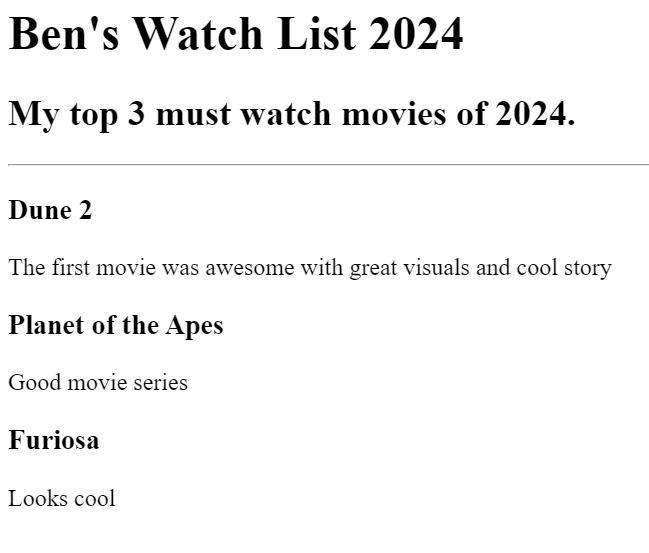 Ben's Watch List 2024
My top 3 must watch movies of 2024.
Dune 2
The first movie was awesome with great visuals and cool story
Planet of the Apes
Good movie series
Furiosa
Looks cool